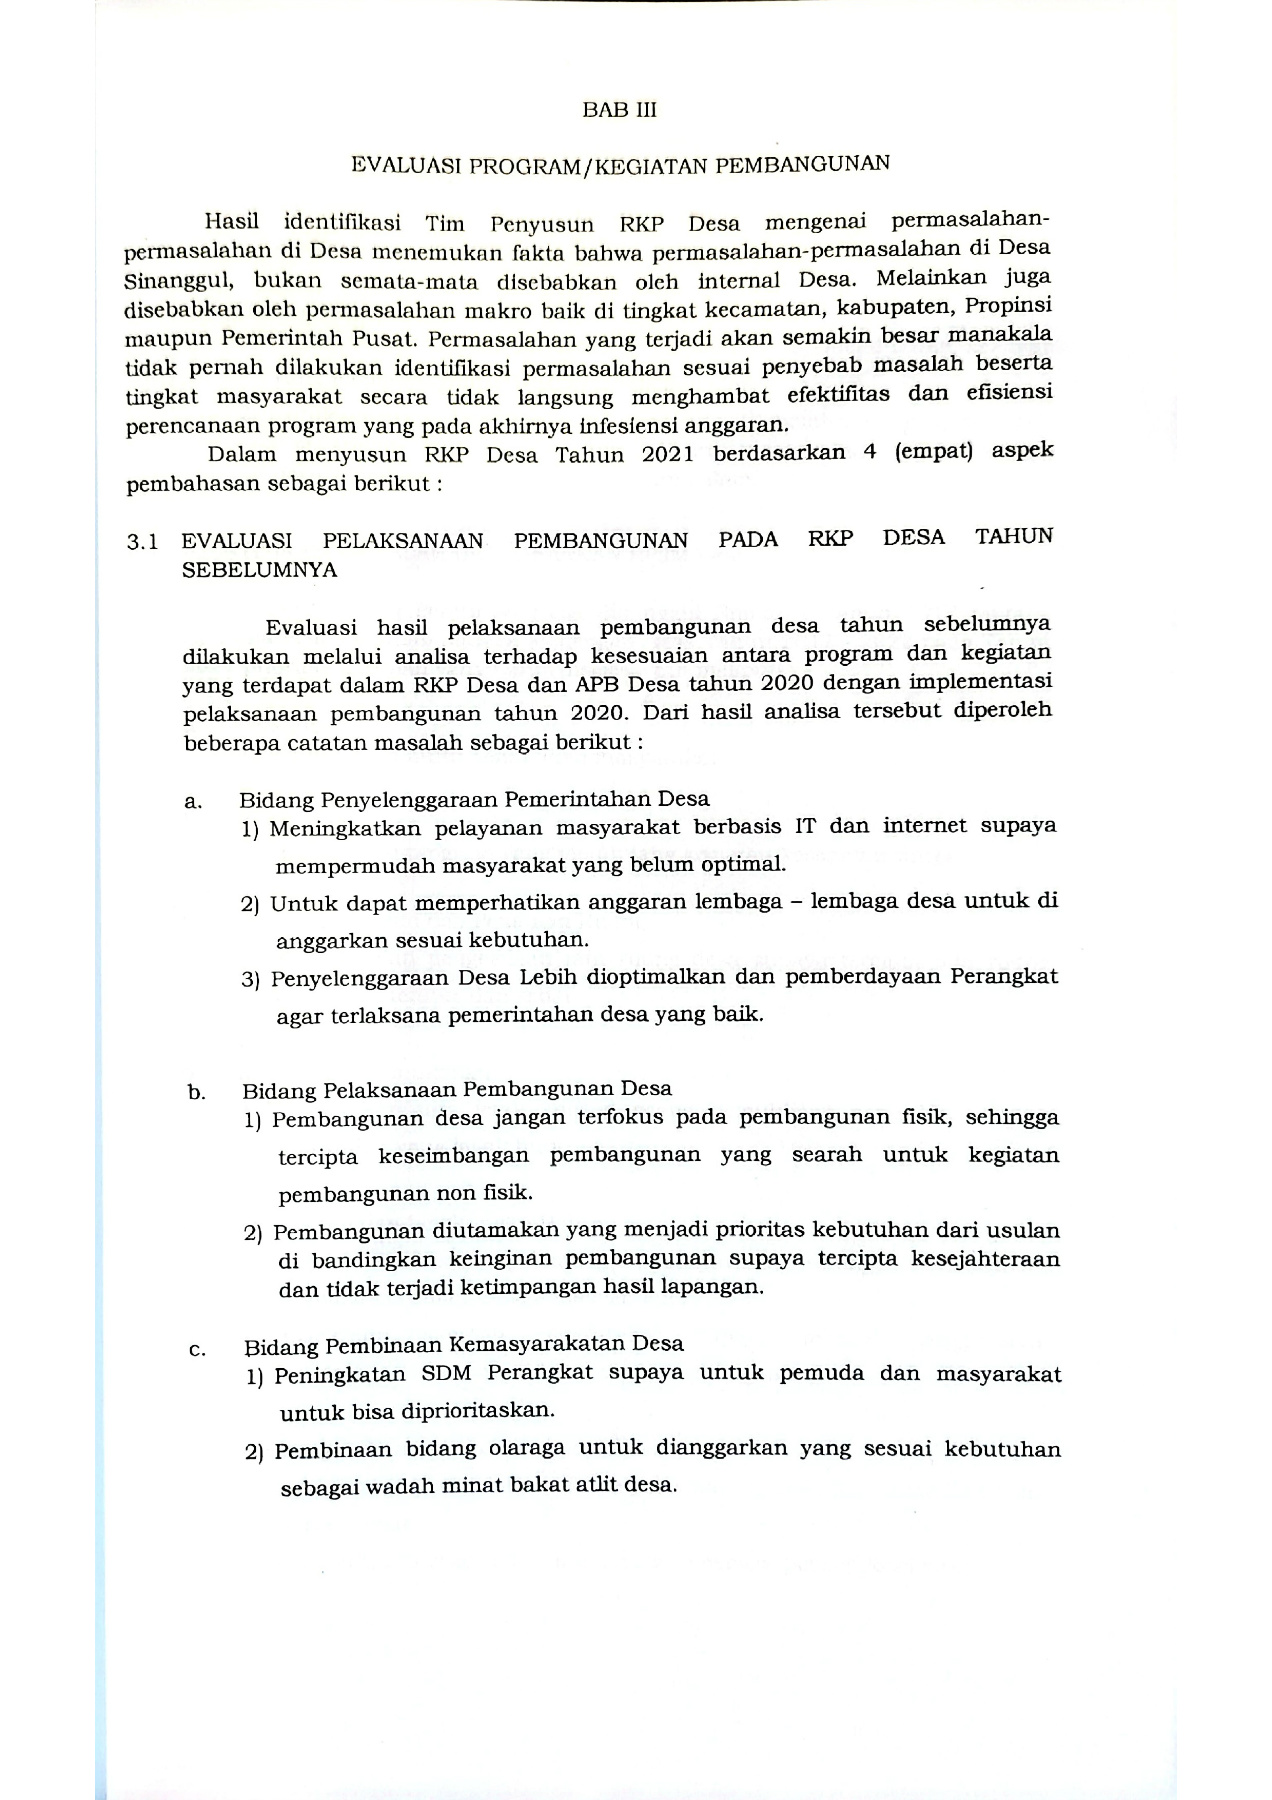 BAB III
EVALUASI PROGRAM/KEGIATAN PEMBANGUNAN
Hasil identifikasi Tim Penyusun RKP Desa mengenai permasalahan-
permasalahan di Desa menemukan fakta bahwa permasalahan-permasalahan di Desa
Sinanggul, bukan semata-mata disebabkan oleh internal Desa. Melainkan juga
disebabkan oleh permasalahan makro baik di tingkat kecamatan, kabupaten, Propinsi
maupun Pemerintah Pusat. Permasalahan yang terjadi akan semakin besar manakala
tidak pernah dilakukan identifikasi permasalahan sesuai penyebab masalah beserta
tingkat masyarakat secara tidak langsung menghambat efektifitas dan efisiensi
perencanaan program yang pada akhirnya infesiensi anggaran.
Dalam menyusun RKP Desa Tahun 2021 berdasarkan 4 (empat) aspek
pembahasan sebagai berikut :
3.1 EVALUASI PELAKSANAAN PEMBANGUNAN PADA RKP DESA TAHUN
SEBELUMNYA
Evaluasi hasil pelaksanaan pembangunan desa tahun sebelumnya
dilakukan melalui analisa terhadap kesesuaian antara program dan kegiatan
yang terdapat dalam RKP Desa dan APB Desa tahun 2020 dengan implementasi
pelaksanaan pembangunan tahun 2020. Dari hasil analisa tersebut diperoleh
beberapa catatan masalah sebagai berikut :
a. Bidang Penyelenggaraan Pemerintahan Desa
1) Meningkatkan pelayanan masyarakat berbasis IT dan internet supaya
mempermudah masyarakat yang belum optimal.
2) Untuk dapat memperhatikan anggaran lembaga – lembaga desa untuk di
anggarkan sesuai kebutuhan.
3) Penyelenggaraan Desa Lebih dioptimalkan dan pemberdayaan Perangkat
agar terlaksana pemerintahan desa yang baik.
b. Bidang Pelaksanaan Pembangunan Desa
1) Pembangunan desa jangan terfokus pada pembangunan fisik, sehingga
tercipta keseimbangan pembangunan yang searah untuk kegiatan
pembangunan non fisik.
2) Pembangunan diutamakan yang menjadi prioritas kebutuhan dari usulan
di bandingkan keinginan pembangunan supaya tercipta kesejahteraan
dan tidak terjadi ketimpangan hasil lapangan.
c. Bidang Pembinaan Kemasyarakatan Desa
1) Peningkatan SDM Perangkat supaya untuk pemuda dan masyarakat
untuk bisa diprioritaskan.
2) Pembinaan bidang olaraga untuk dianggarkan yang sesuai kebutuhan
sebagai wadah minat bakat atlit desa.